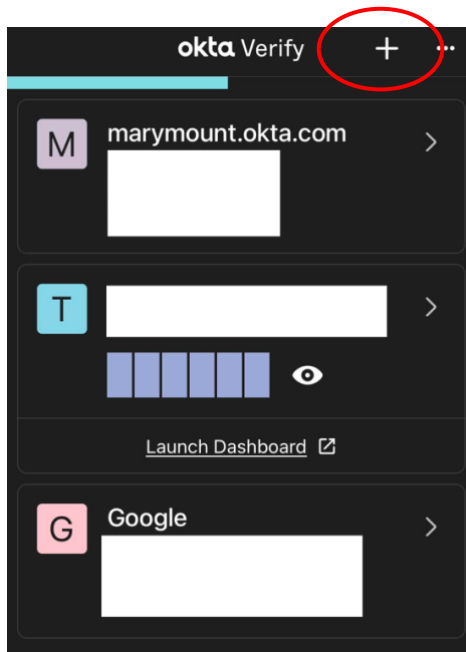 okta Verify
M
marymount.okta.com
T
Launch Dashboard
G
Google